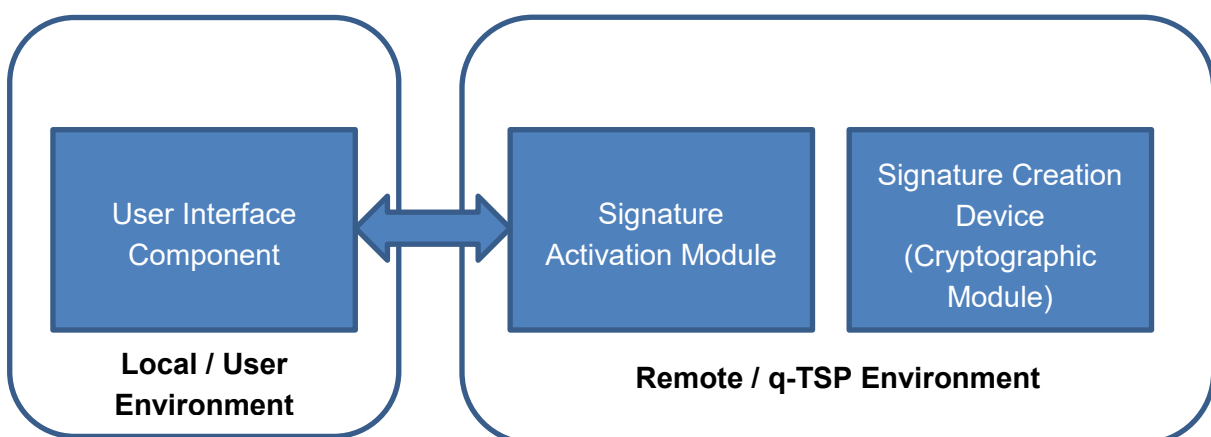 User Interface
Component
Signature
Activation Module
Signature Creation
Device
(Cryptographic
Module)
Local / User
Environment
Remote / q-TSP Environment